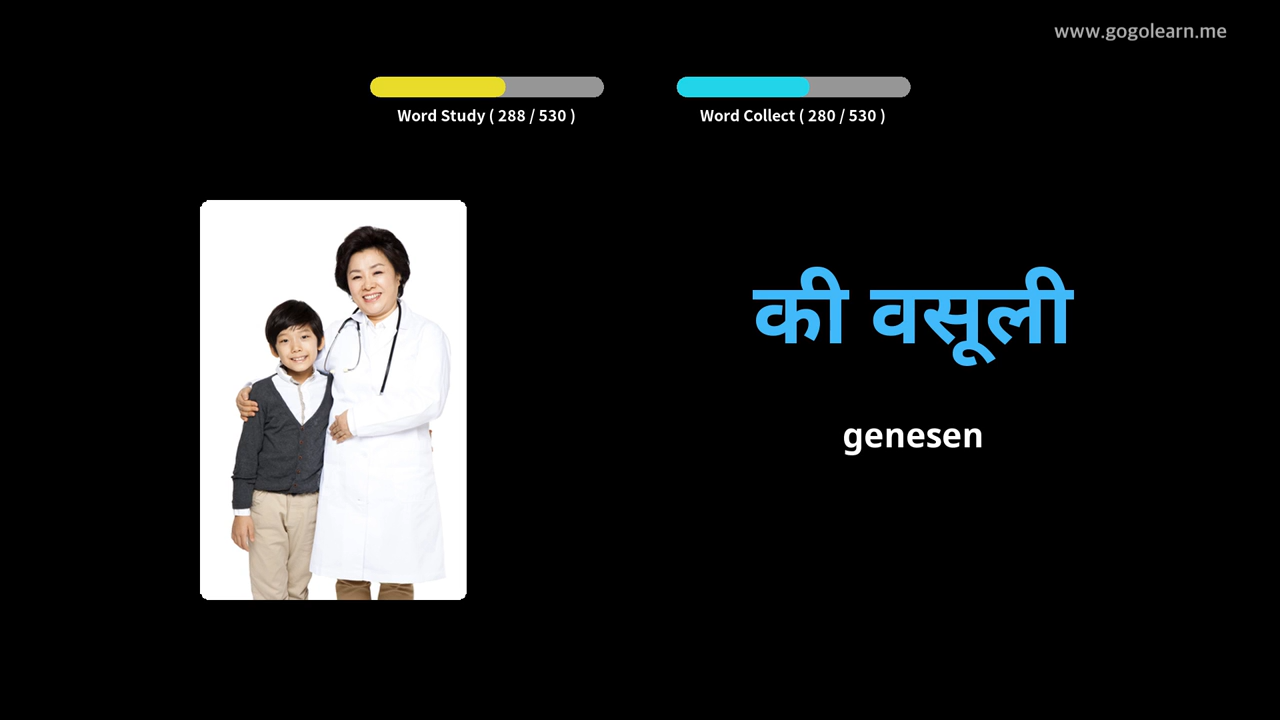 www.gogolearn.me
Word Study ( 288 / 530 )
Word Collect ( 280 / 530 )
की वसूली
genesen